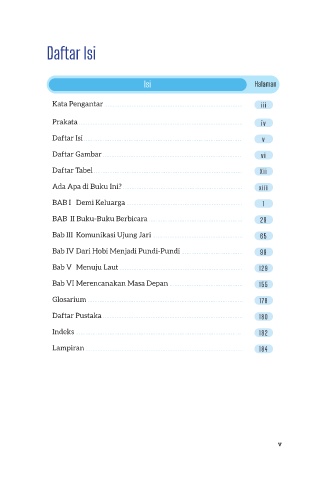 Daftar Isi
Isi Halaman
Kata Pengantar iii
Prakata iv
Daftar Isi v
Daftar Gambar vi
Daftar Tabel Xii
Ada Apa di Buku Ini? xiii
BAB I Demi Keluarga 1
BAB II Buku-Buku Berbicara 29
Bab III Komunikasi Ujung Jari 65
Bab IV Dari Hobi Menjadi Pundi-Pundi 99
Bab V Menuju Laut 129
Bab VI Merencanakan Masa Depan 155
Glosarium 178
Daftar Pustaka 180
Indeks 182
Lampiran 184
v